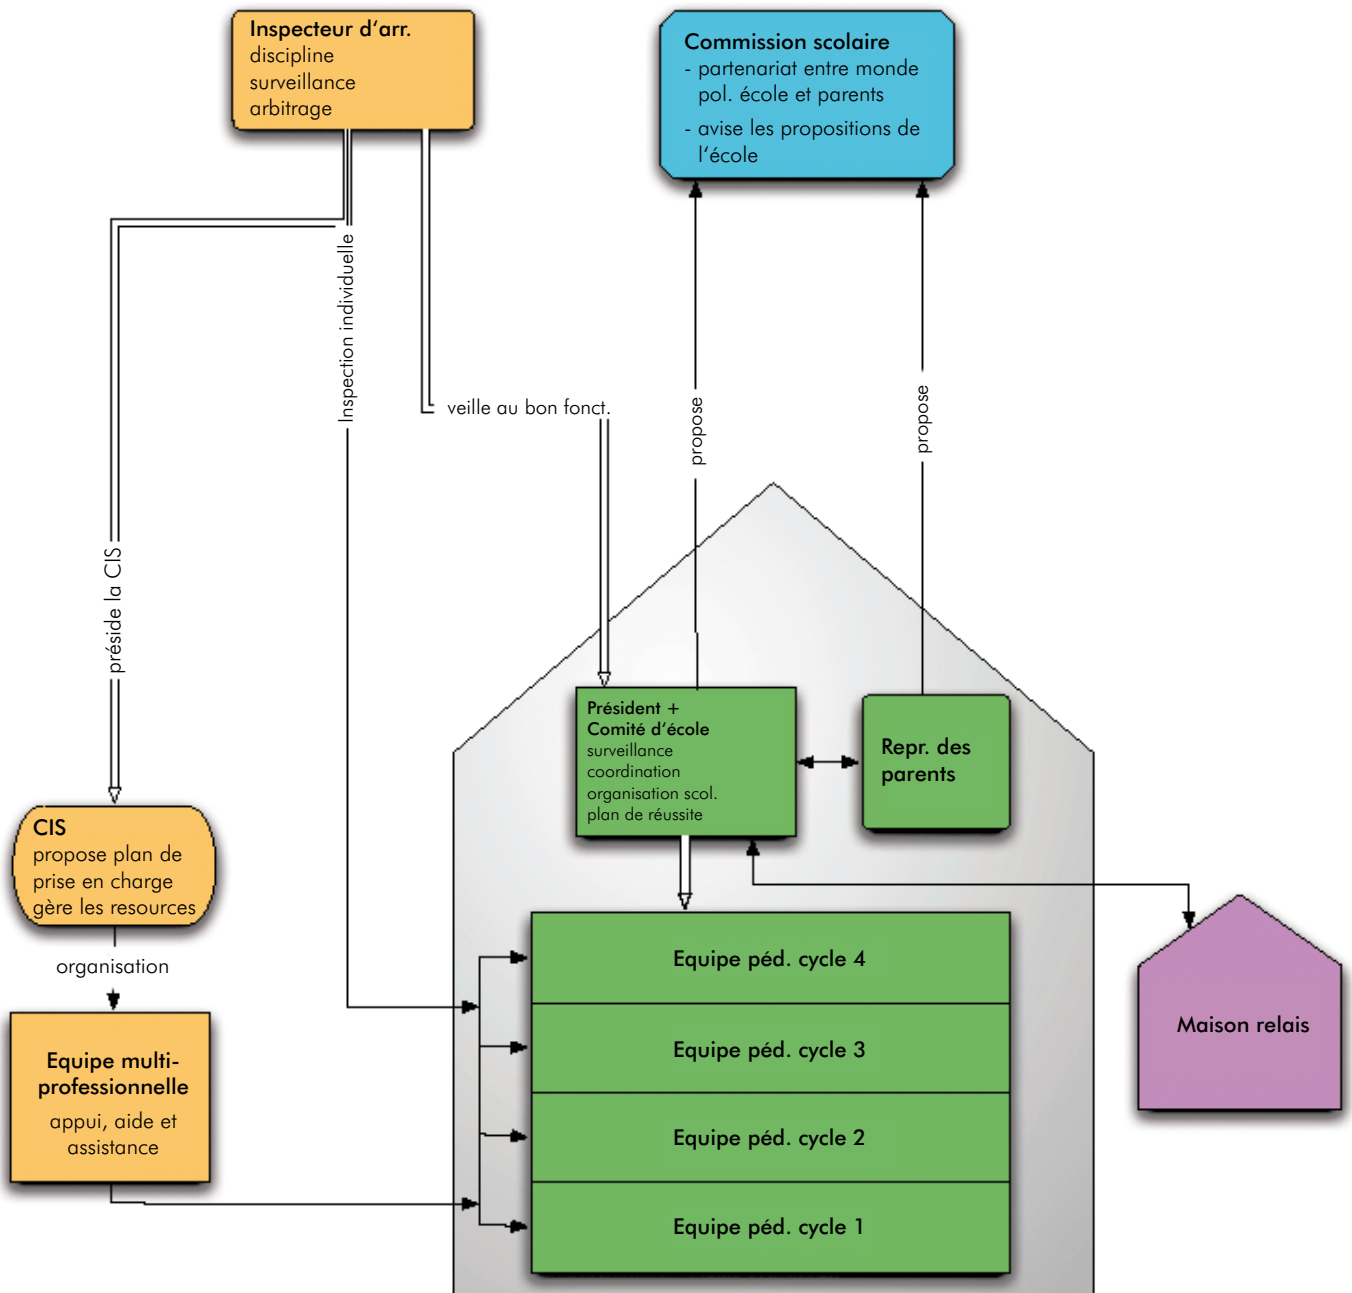 Inspecteur d'arr.
discipline
surveillance
arbitrage
Commission scolaire
- partenariat entre monde
pol. école et parents
- avise les propositions de
l'école
Inspection individuelle
veille au bon fonct.
propose
propose
préside la CIS
Président +
Comité d'école
surveillance
coordination
organisation scol.
plan de réussite
Repr. des
parents
CIS
propose plan de
prise en charge
gère les resources
organisation
Equipe multi-
professionnelle
appui, aide et
assistance
Equipe péd. cycle 4
Equipe péd. cycle 3
Equipe péd. cycle 2
Equipe péd. cycle 1
Maison relais